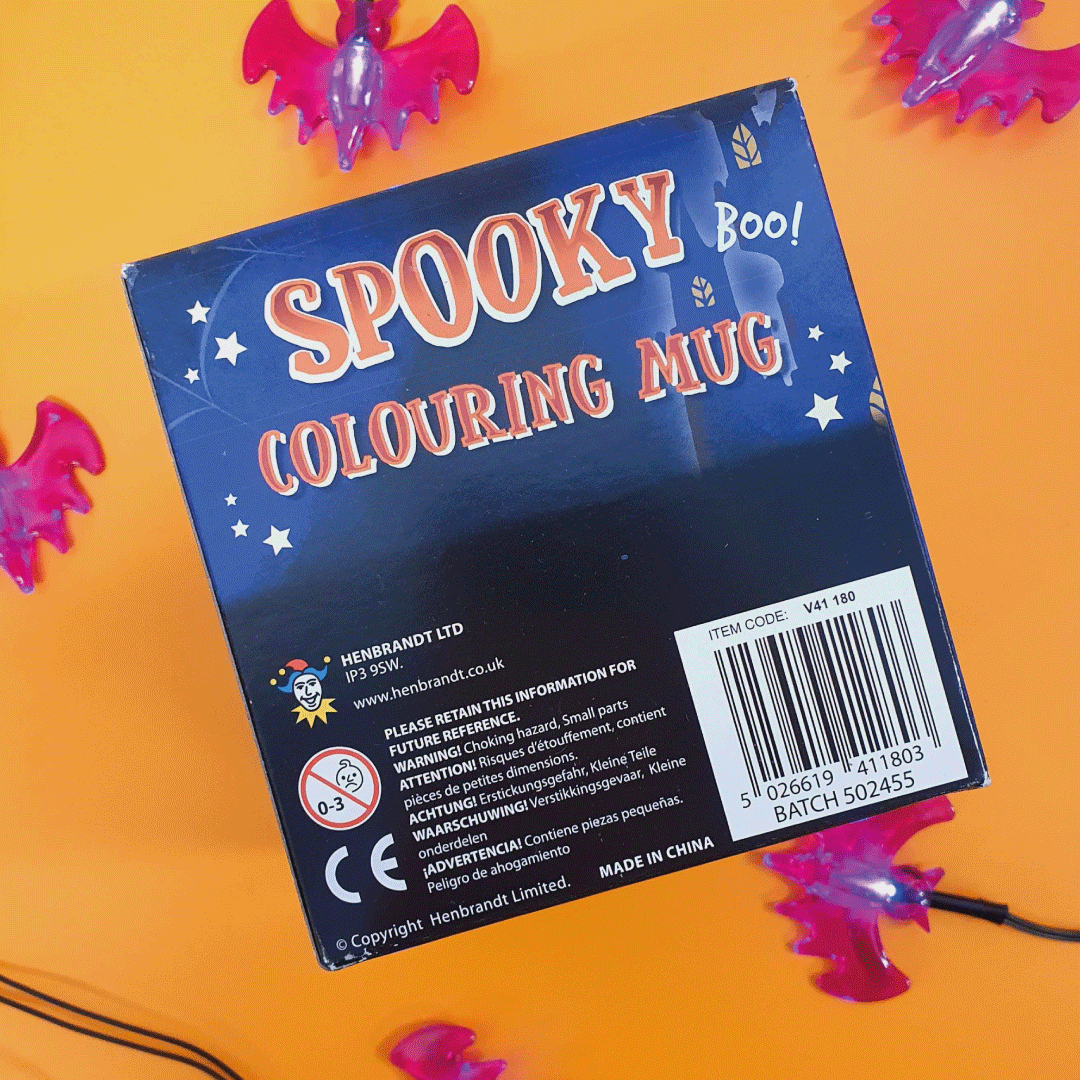 SPOOKY
BOO!
COLOURING MUG
HENBRANDT LTD
IP3 9SW.
www.henbrandt.co.uk
PLEASE RETAIN THIS INFORMATION FOR
FUTURE REFERENCE.
WARNING! Choking hazard, Small parts
ATTENTION! Risques d'étouffement, contient
pièces de petites dimensions.
ACHTUNG! Erstickungsgefahr, Kleine Teile
WAARSCHUWING! Verstikkingsgevaar, Kleine
onderdelen
¡ADVERTENCIA! Contiene piezas pequeñas.
Peligro de ahogamiento
0-3
CE
© Copyright Henbrandt Limited.
MADE IN CHINA
ITEM CODE: V41 180
5 026619 411803
BATCH 502455